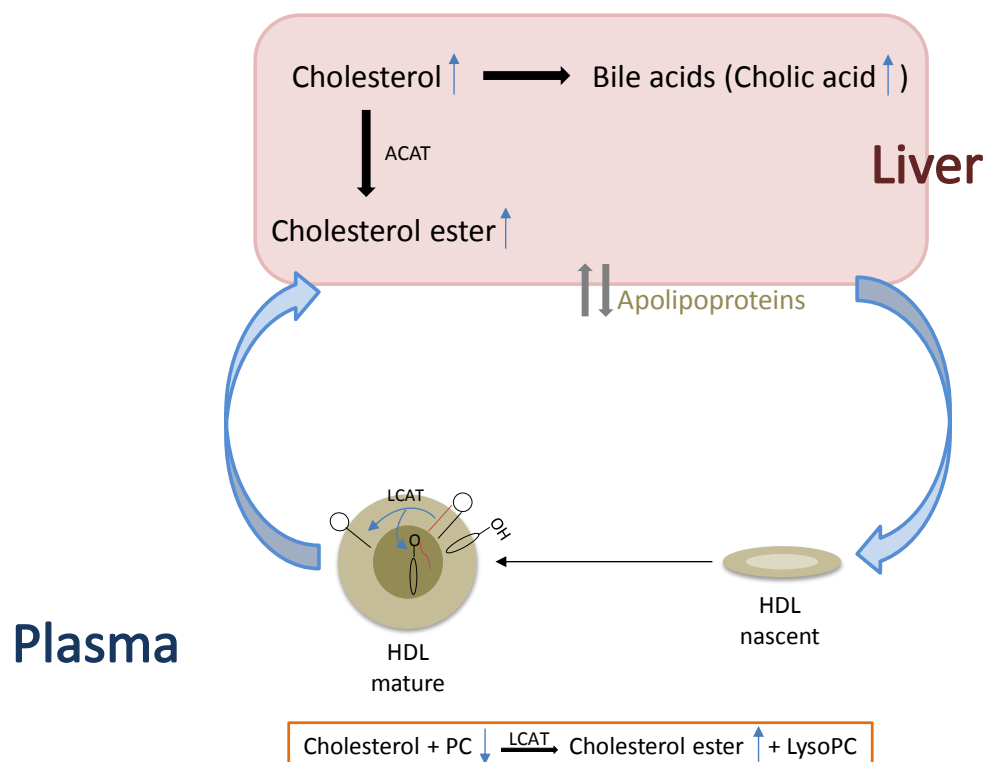 Cholesterol ↑ → Bile acids (Cholic acid ↑ )
ACAT
Liver
Cholesterol ester ↑
Apolipoproteins
LCAT
OH
O
HDL
nascent
Plasma
HDL
mature
Cholesterol + PC ↓ LCAT → Cholesterol ester ↑ + LysoPC